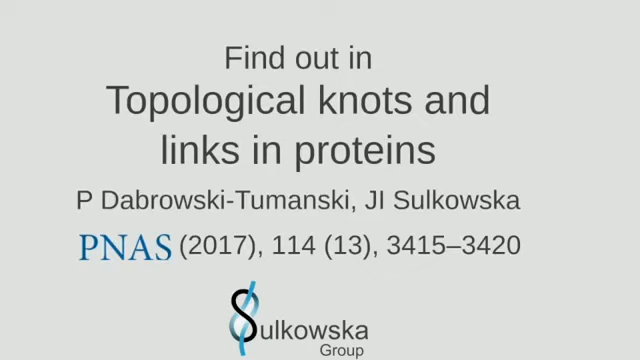 Find out in
Topological knots and
links in proteins
P Dabrowski-Tumanski, JI Sulkowska
PNAS (2017), 114 (13), 3415–3420
Sulkowska
Group